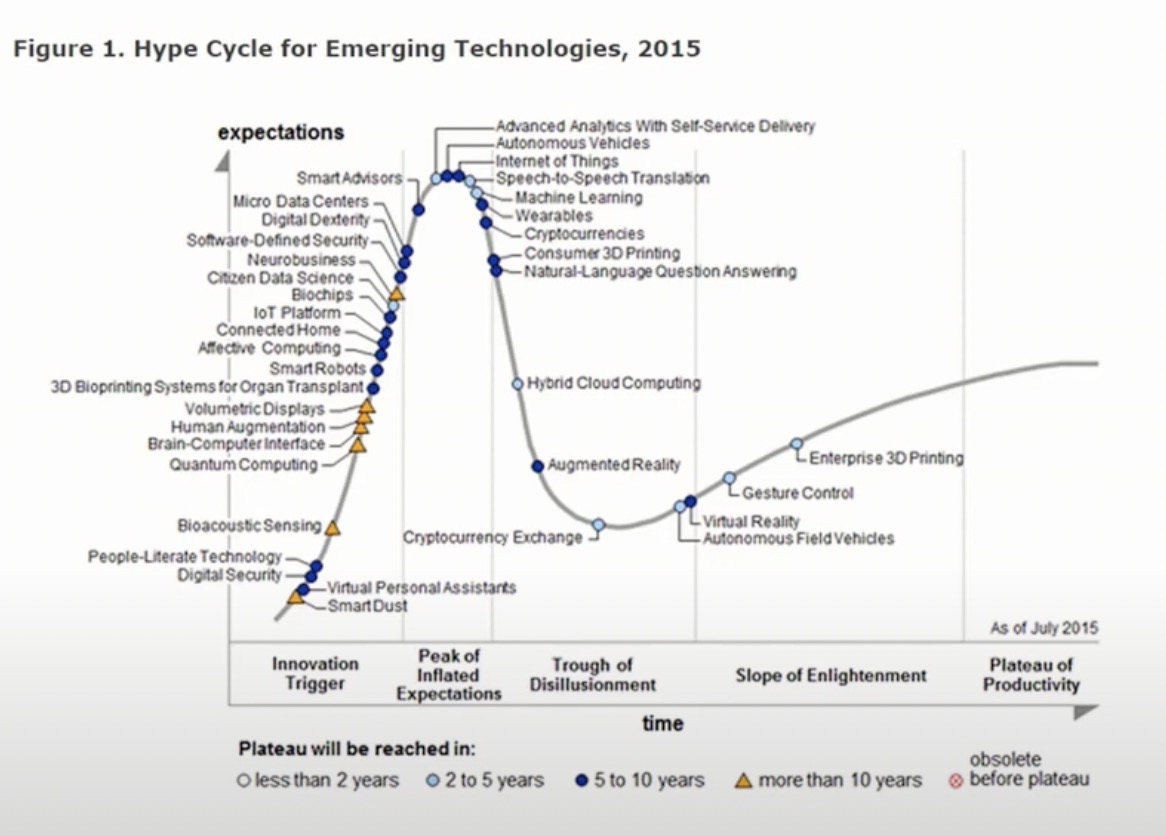 Figure 1. Hype Cycle for Emerging Technologies, 2015
expectations
Advanced Analytics With Self-Service Delivery
Autonomous Vehicles
Internet of Things
Speech-to-Speech Translation
Machine Learning
Wearables
Cryptocurrencies
Consumer 3D Printing
Natural-Language Question Answering
Smart Advisors
Micro Data Centers
Digital Dexterity
Software-Defined Security
Neurobusiness
Citizen Data Science
Biochips
IoT Platform
Connected Home
Affective Computing
Smart Robots
3D Bioprinting Systems for Organ Transplant
Volumetric Displays
Human Augmentation
Brain-Computer Interface
Quantum Computing
Bioacoustic Sensing
People-Literate Technology
Digital Security
Virtual Personal Assistants
Smart Dust
Hybrid Cloud Computing
Augmented Reality
Cryptocurrency Exchange
Enterprise 3D Printing
Gesture Control
Virtual Reality
Autonomous Field Vehicles
As of July 2015
Innovation
Trigger
Peak of
Inflated
Expectations
Trough of
Disillusionment
Slope of Enlightenment
Plateau of
Productivity
time
Plateau will be reached in:
less than 2 years
2 to 5 years
5 to 10 years
more than 10 years
obsolete
before plateau